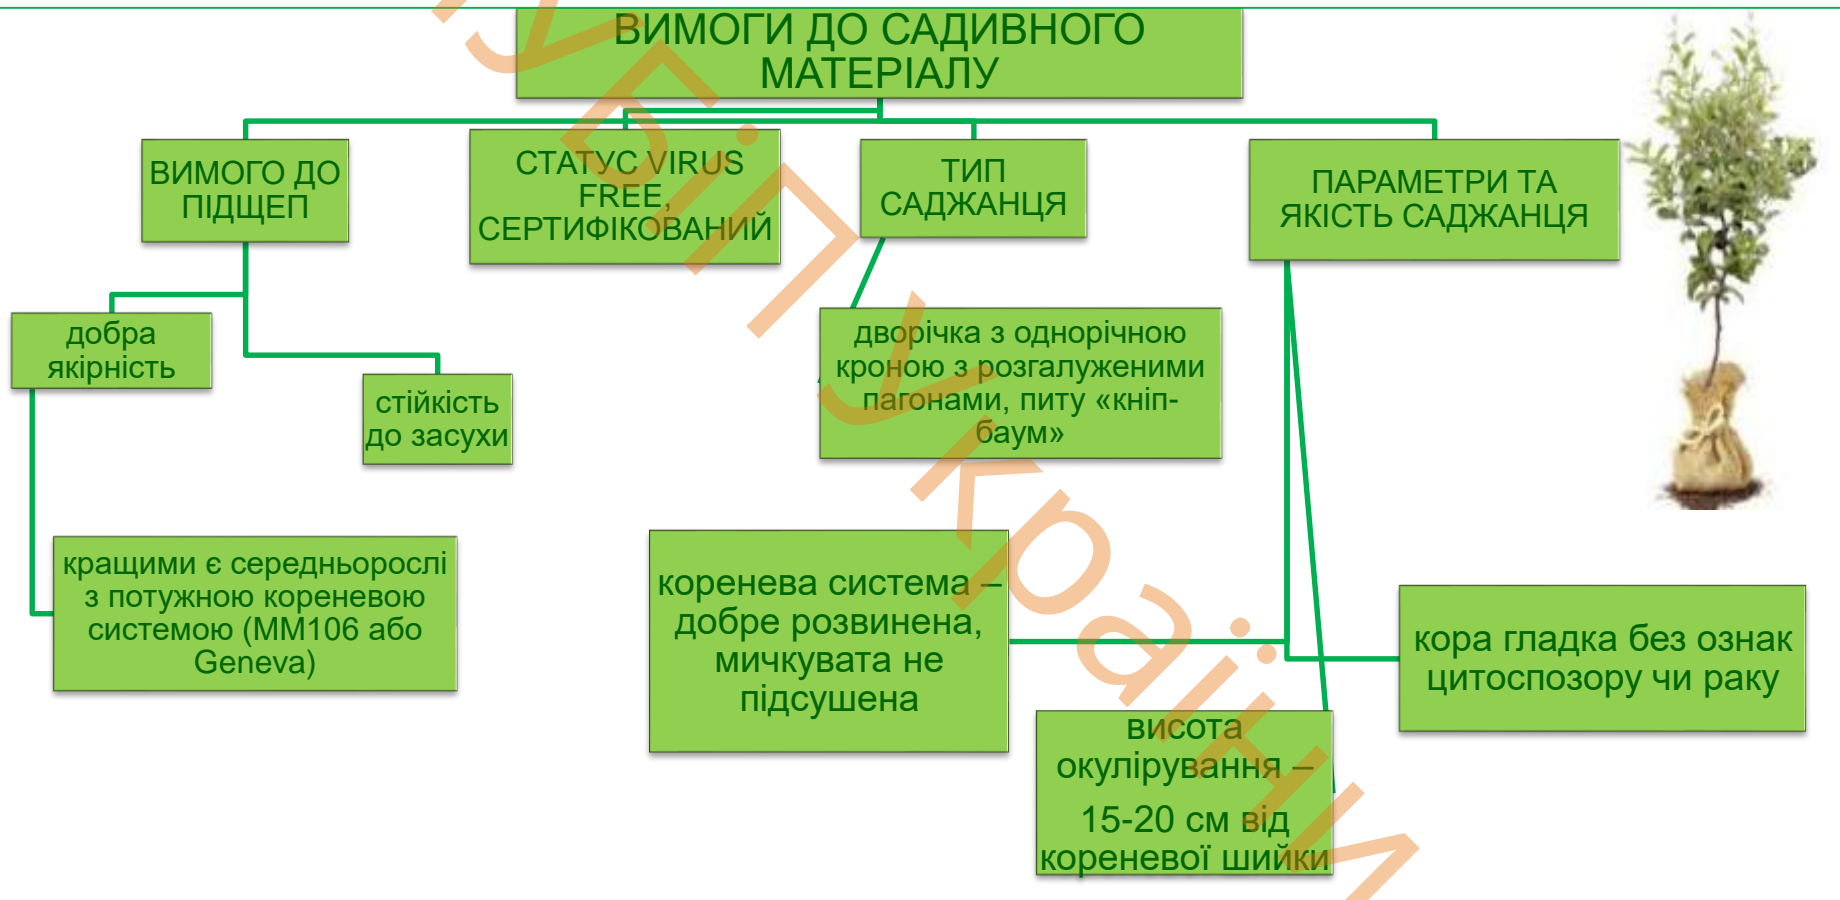 ВИМОГИ ДО САДИВНОГО
МАТЕРІАЛУ
ВИМОГО ДО
ПІДЩЕП
СТАТУС VIRUS
FREE,
СЕРТИФІКОВАНИЙ
ТИП
САДЖАНЦЯ
ПАРАМЕТРИ ТА
ЯКІСТЬ САДЖАНЦЯ
добра
якірність
стійкість
до засухи
дворічка з однорічною
кроною з розгалуженими
пагонами, питу «кніп-
баум»
кращими є середньорослі
з потужною кореневою
системою (ММ106 або
Geneva)
коренева система –
добре розвинена,
мичкувата не
підсушена
висота
окулірування –
15-20 см від
кореневої шийки
кора гладка без ознак
цитоспозору чи раку
УБіП України